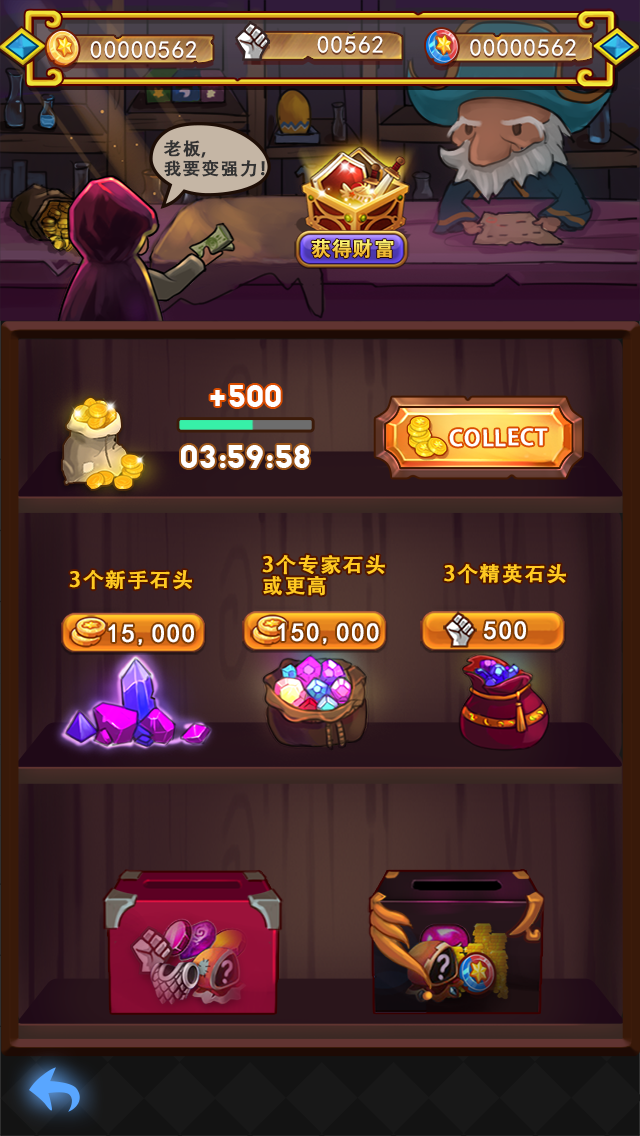 00000562
00562
00000562
老板,
我要变强力!
获得财富
+500
03:59:58
COLLECT
3个新手石头
3个专家石头
或更高
3个精英石头
15,000
150,000
500
?
?